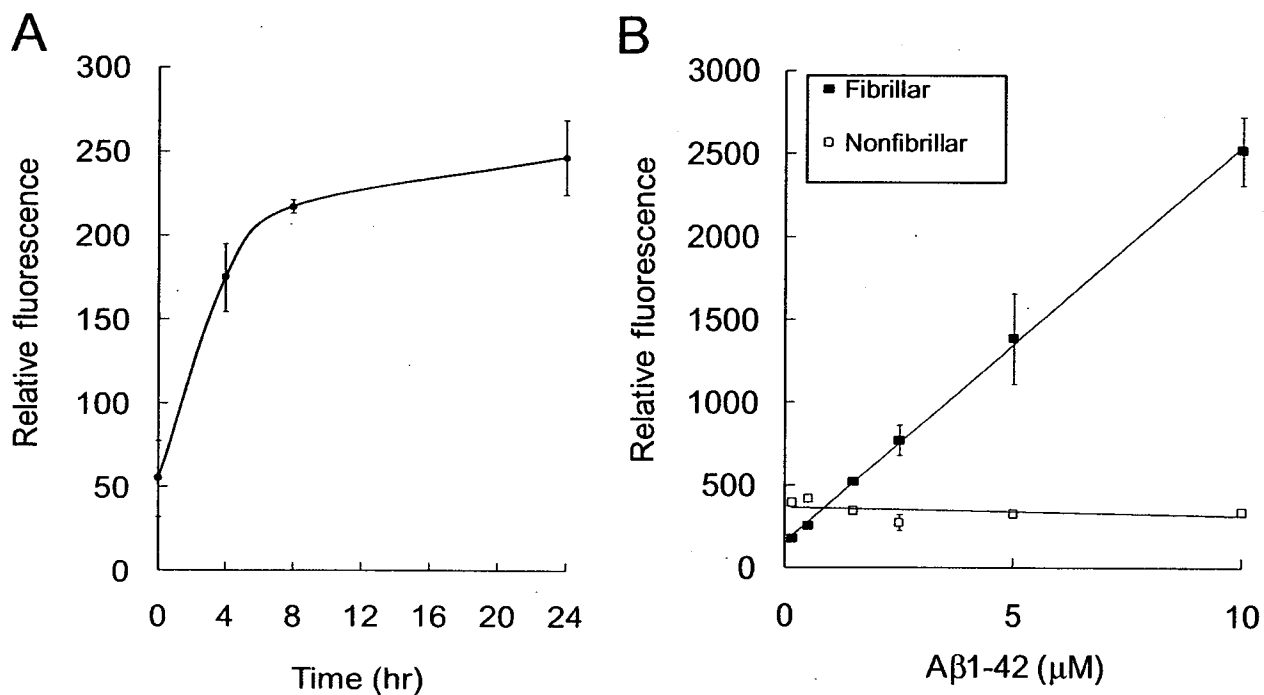 A
Relative fluorescence
300
250
200
150
100
50
0
0 4 8 12 16 20 24
Time (hr)
B
Relative fluorescence
3000
2500
2000
1500
1000
500
0
Fibrillar
Nonfibrillar
0 5 10
Aβ1-42 (μM)